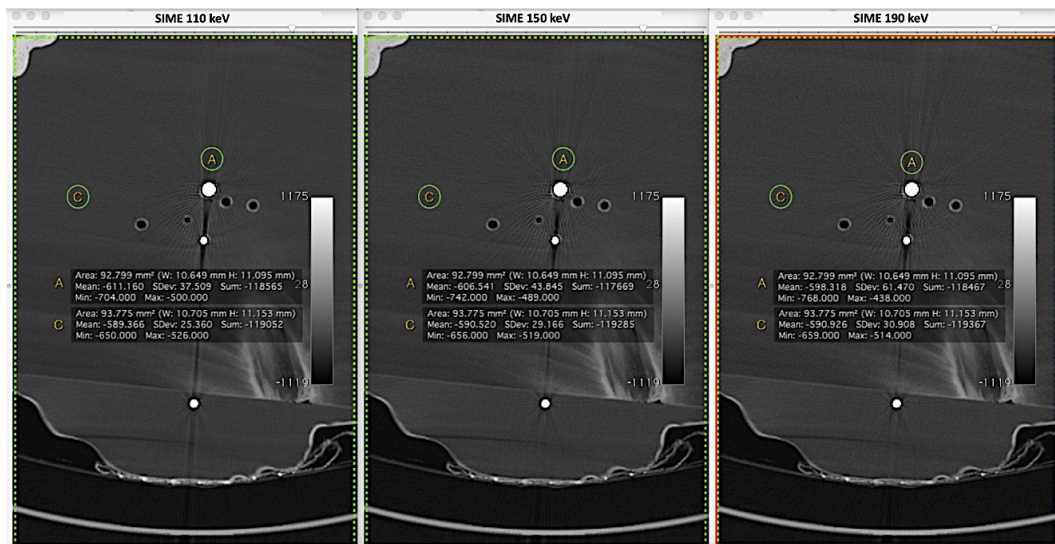 SIME 110 keV
SIME 150 keV
SIME 190 keV
A
C
1175
28
-1119
A
Area: 92.799 mm² (W: 10.649 mm H: 11.095 mm)
Mean: -611.160 SDev: 37.509 Sum: -118565
Min: -704.000 Max: -500.000
C
Area: 93.775 mm² (W: 10.705 mm H: 11.153 mm)
Mean: -589.366 SDev: 25.360 Sum: -119052
Min: -650.000 Max: -526.000
A
C
1175
28
-1119
A
Area: 92.799 mm² (W: 10.649 mm H: 11.095 mm)
Mean: -606.541 SDev: 43.845 Sum: -117669
Min: -742.000 Max: -489.000
C
Area: 93.775 mm² (W: 10.705 mm H: 11.153 mm)
Mean: -590.520 SDev: 29.166 Sum: -119285
Min: -656.000 Max: -519.000
A
C
1175
28
-1119
A
Area: 92.799 mm² (W: 10.649 mm H: 11.095 mm)
Mean: -598.318 SDev: 61.470 Sum: -118467
Min: -768.000 Max: -438.000
C
Area: 93.775 mm² (W: 10.705 mm H: 11.153 mm)
Mean: -590.926 SDev: 30.908 Sum: -119367
Min: -659.000 Max: -514.000